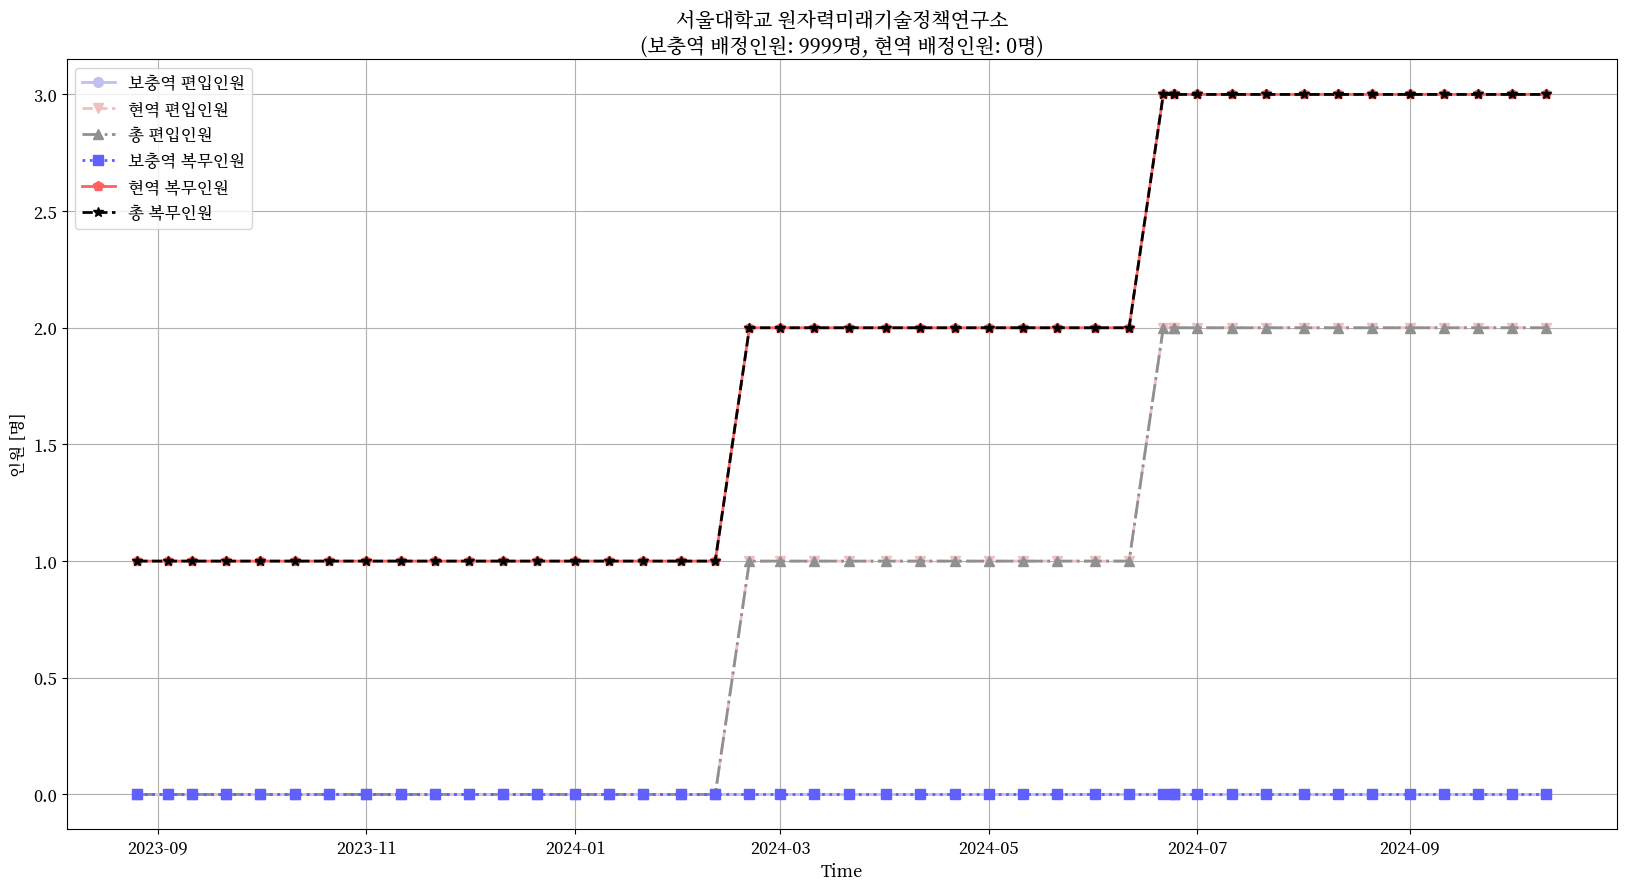 서울대학교 원자력미래기술정책연구소
(보충역 배정인원: 9999명, 현역 배정인원: 0명)
보충역 편입인원
현역 편입인원
총 편입인원
보충역 복무인원
현역 복무인원
총 복무인원
인원 [명]
3.0
2.5
2.0
1.5
1.0
0.5
0.0
2023-09
2023-11
2024-01
2024-03
2024-05
2024-07
2024-09
Time